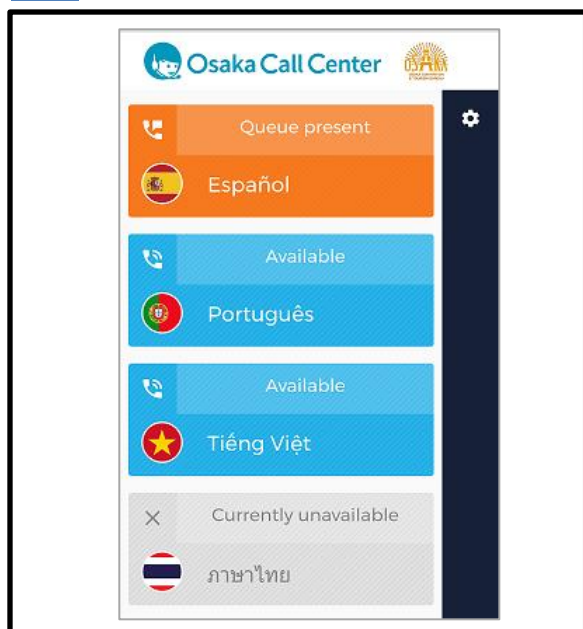 Osaka Call Center
OSAKA
Queue present
Español
Available
Português
Available
Tiếng Việt
Currently unavailable
ภาษาไทย